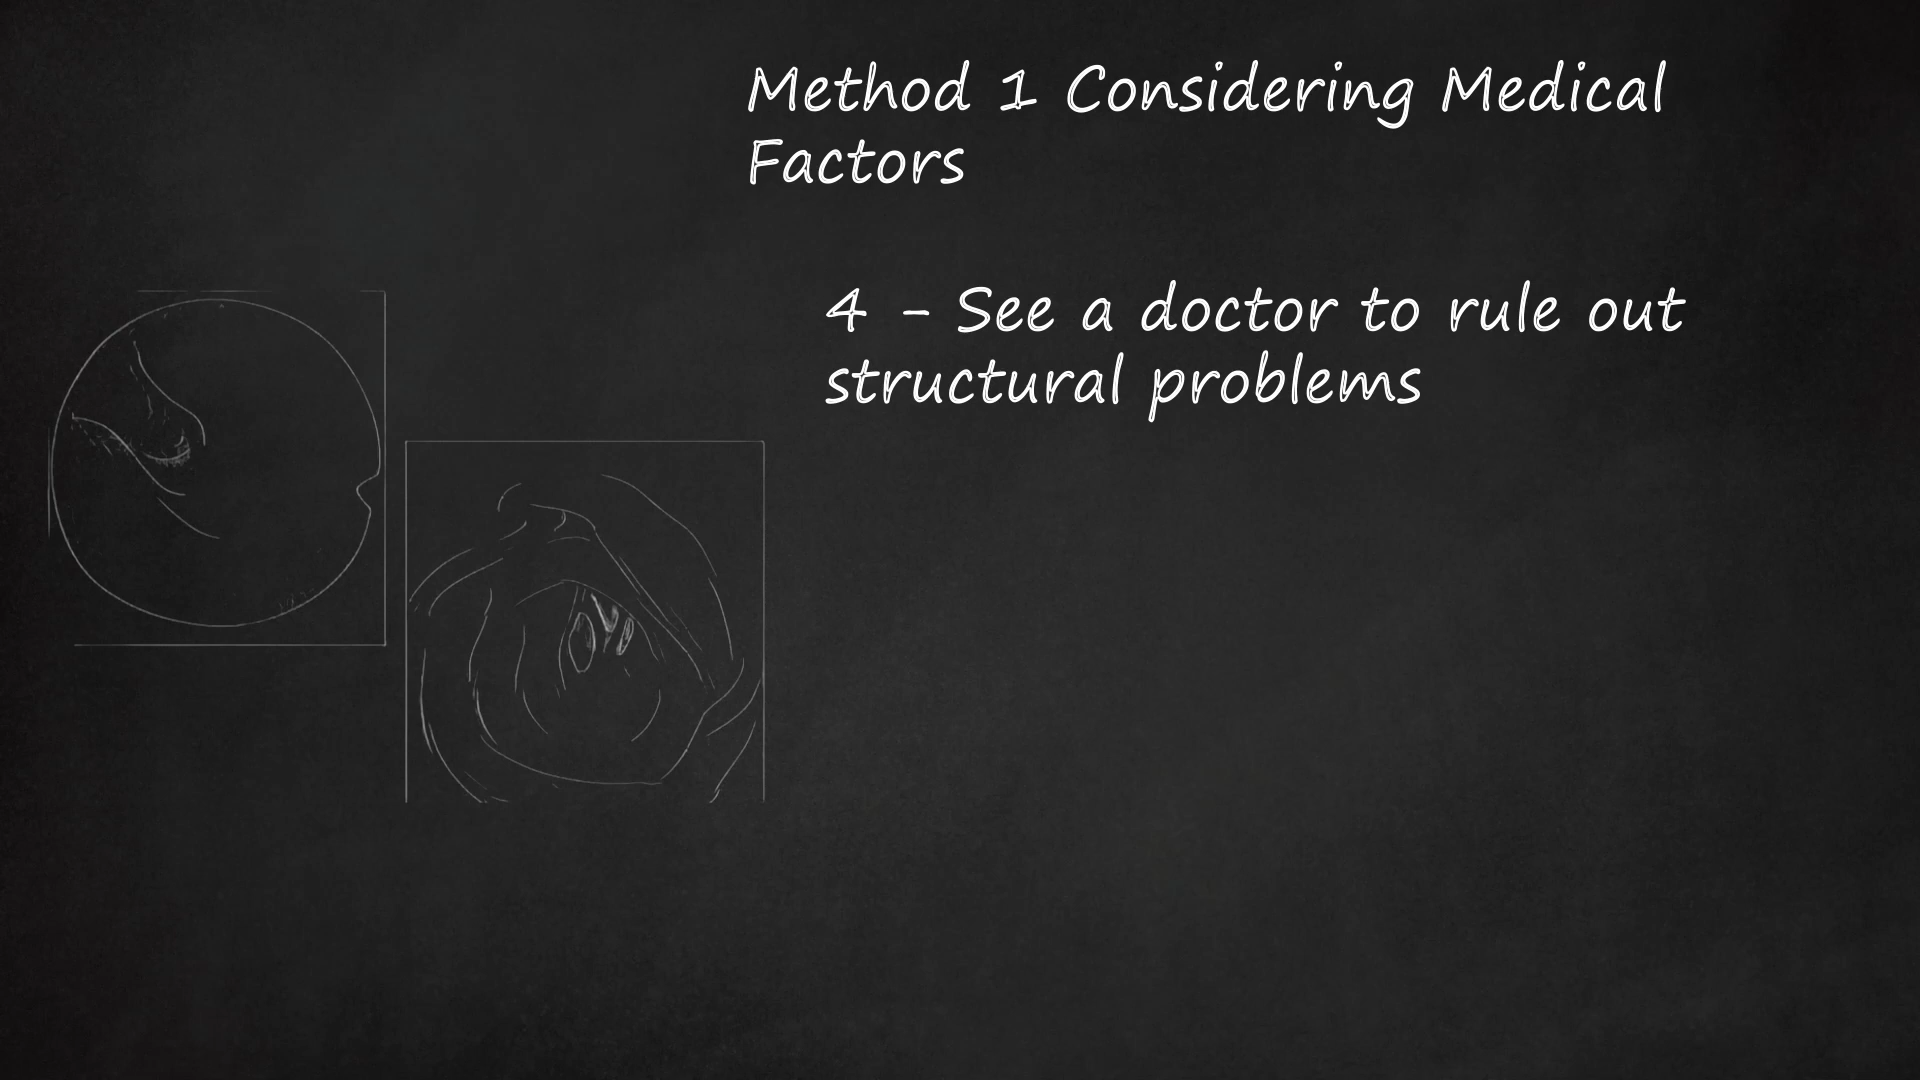 Method 1 Considering Medical
Factors
4 - See a doctor to rule out
structural problems